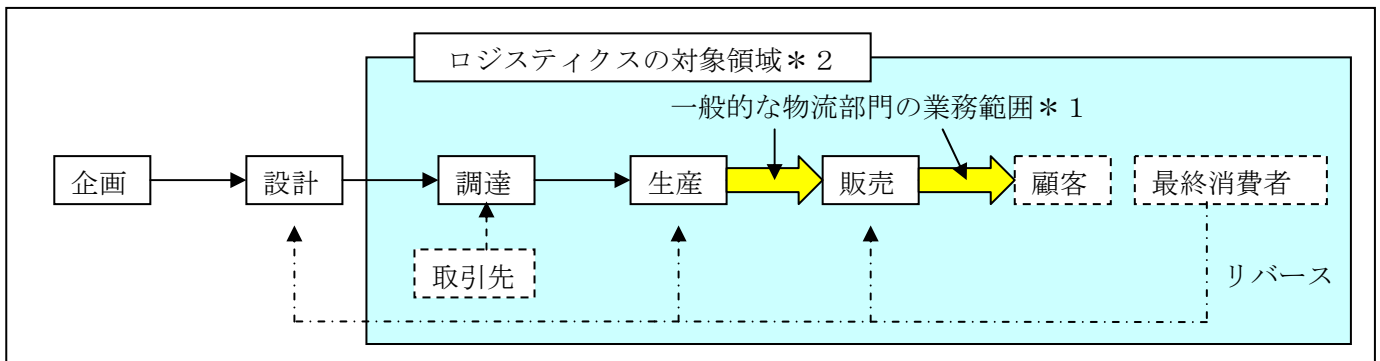 ロジスティクスの対象領域*2
一般的な物流部門の業務範囲*1
企画
設計
調達
生産
販売
顧客
最終消費者
取引先
リバース